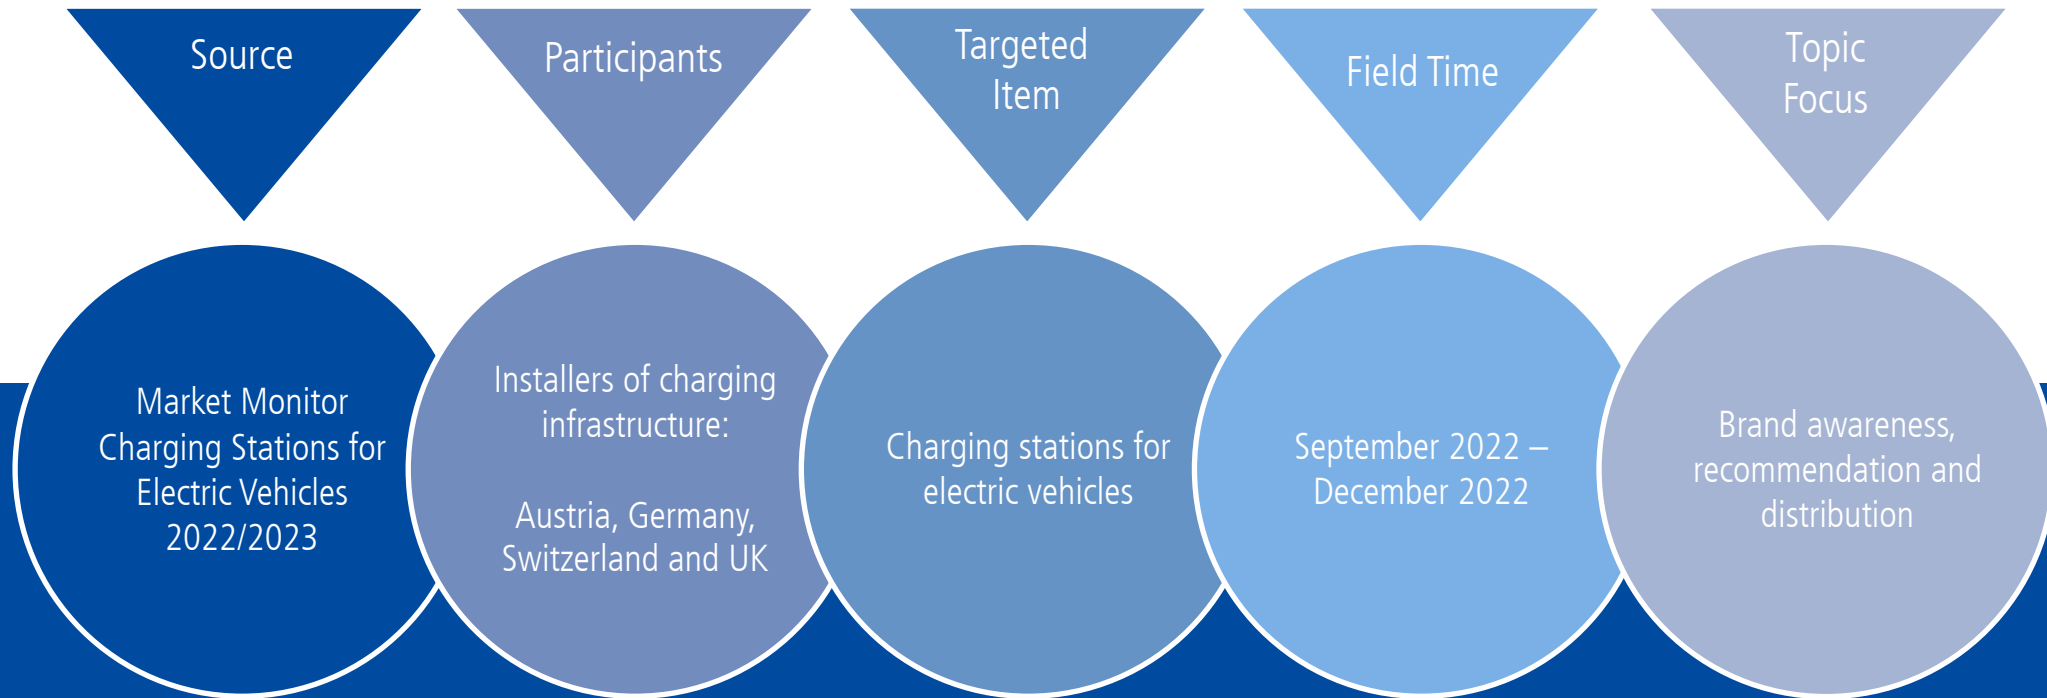 Source
Market Monitor
Charging Stations for
Electric Vehicles
2022/2023
Participants
Installers of charging
infrastructure:
Austria, Germany,
Switzerland and UK
Targeted
Item
Charging stations for
electric vehicles
Field Time
September 2022 –
December 2022
Topic
Focus
Brand awareness,
recommendation and
distribution